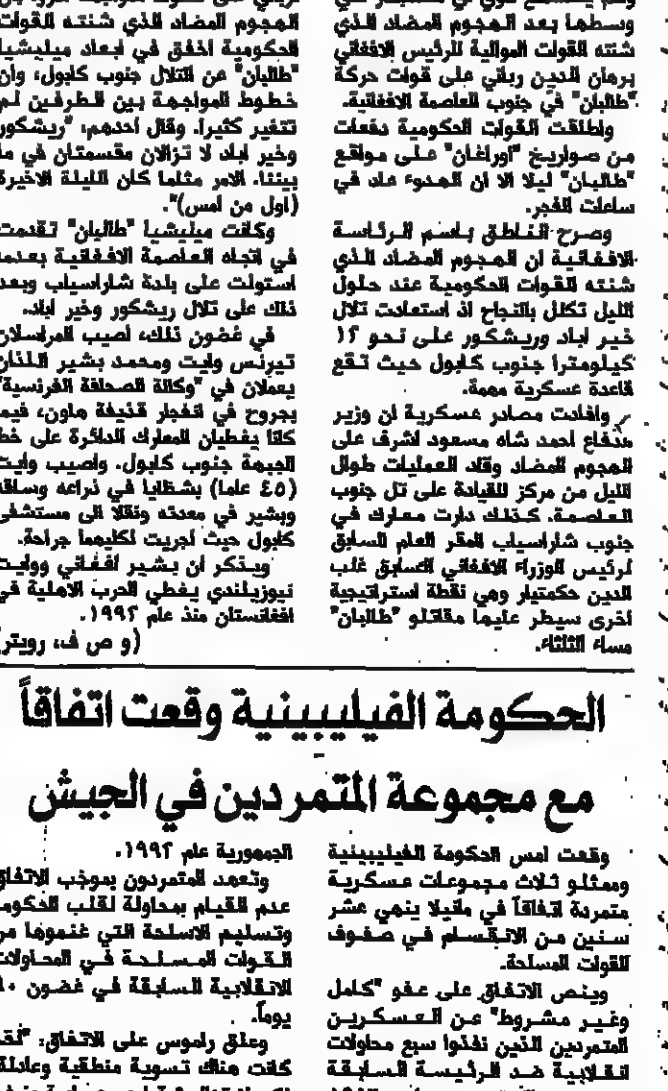 وسطها بعد الهجوم المضاد الذي
شنته القوات الموالية للرئيس الافغاني
برهان الدين رباني على قوات حركة
"طالبان" في جنوب العاصمة الافغانية.
واطلقت القوات الحكومية دفعات
من صواريخ "اوراغان" على مواقع
"طالبان" ليلا الا ان الهدوء عاد في
ساعات الفجر.
وصرح الناطق باسم الرئاسة
الافغانية ان الهجوم المضاد الذي
شنته القوات الحكومية عند حلول
الليل تكلل بالنجاح اذ استعادت تلال
خير اباد وريشكور على نحو ١٢
كيلومترا جنوب كابول حيث تقع
قاعدة عسكرية مهمة.
وافادت مصادر عسكرية ان وزير
الدفاع احمد شاه مسعود اشرف على
الهجوم المضاد وقاد العمليات طوال
الليل من مركز للقيادة على تل جنوب
العاصمة. كذلك دارت معارك في
جنوب شاراسياب المقر العام السابق
لرئيس الوزراء الافغاني السابق غلب
الدين حكمتيار وهي نقطة استراتيجية
اخرى سيطر عليها مقاتلو "طالبان"
مساء الثلثاء.
الهجوم المضاد الذي شنته القوات
الحكومية اخفق في ابعاد ميليشيا
"طالبان" عن التلال جنوب كابول، وان
خطوط المواجهة بين الطرفين لم
تتغير كثيرا. وقال احدهم: "ريشكور
وخير اباد لا تزالان مقسمتان في ما
بيننا. الامر مثلما كان الليلة الاخيرة
(اول من امس)".
وكانت ميليشيا "طالبان" تقدمت
في اتجاه العاصمة الافغانية بعدما
استولت على بلدة شاراسياب وبعد
ذلك على تلال ريشكور وخير اباد.
في غضون ذلك، اصيب المراسلان
تيرنس وايت ومحمد بشير اللذان
يعملان في "وكالة الصحافة الفرنسية"
بجروح في انفجار قذيفة هاون، فيما
كانا يغطيان المعارك الدائرة على خط
الجبهة جنوب كابول. واصيب وايت
(٤٥ عاما) بشظايا في ذراعه وساقه
وبشير في معدته ونقلا الى مستشفى
كابول حيث اجريت لكليهما جراحة.
ويذكر ان بشير افغاني ووايت
نيوزيلندي يغطي الحرب الاهلية في
افغانستان منذ عام ١٩٩٢.
(و ص ف، رويتر)
الحكومة الفيليبينية وقعت اتفاقاً
مع مجموعة المتمردين في الجيش
وقعت امس الحكومة الفيليبينية
وممثلو ثلاث مجموعات عسكرية
متمردة اتفاقاً في مانيلا ينهي عشر
سنين من الانقسام في صفوف
القوات المسلحة.
وينص الاتفاق على عفو "كامل
وغير مشروط" عن العسكريين
المتمردين الذين نفذوا سبع محاولات
انقلابية ضد الرئيسة السابقة
الجمهورية عام ١٩٩٢.
وتعهد المتمردون بموجب الاتفاق
عدم القيام بمحاولة لقلب الحكومة
وتسليم الاسلحة التي غنموها من
القوات المسلحة في المحاولات
الانقلابية السابقة في غضون
يوماً.
وعلق راموس على الاتفاق: "لقد
كانت هناك تسوية منطقية وعادلة